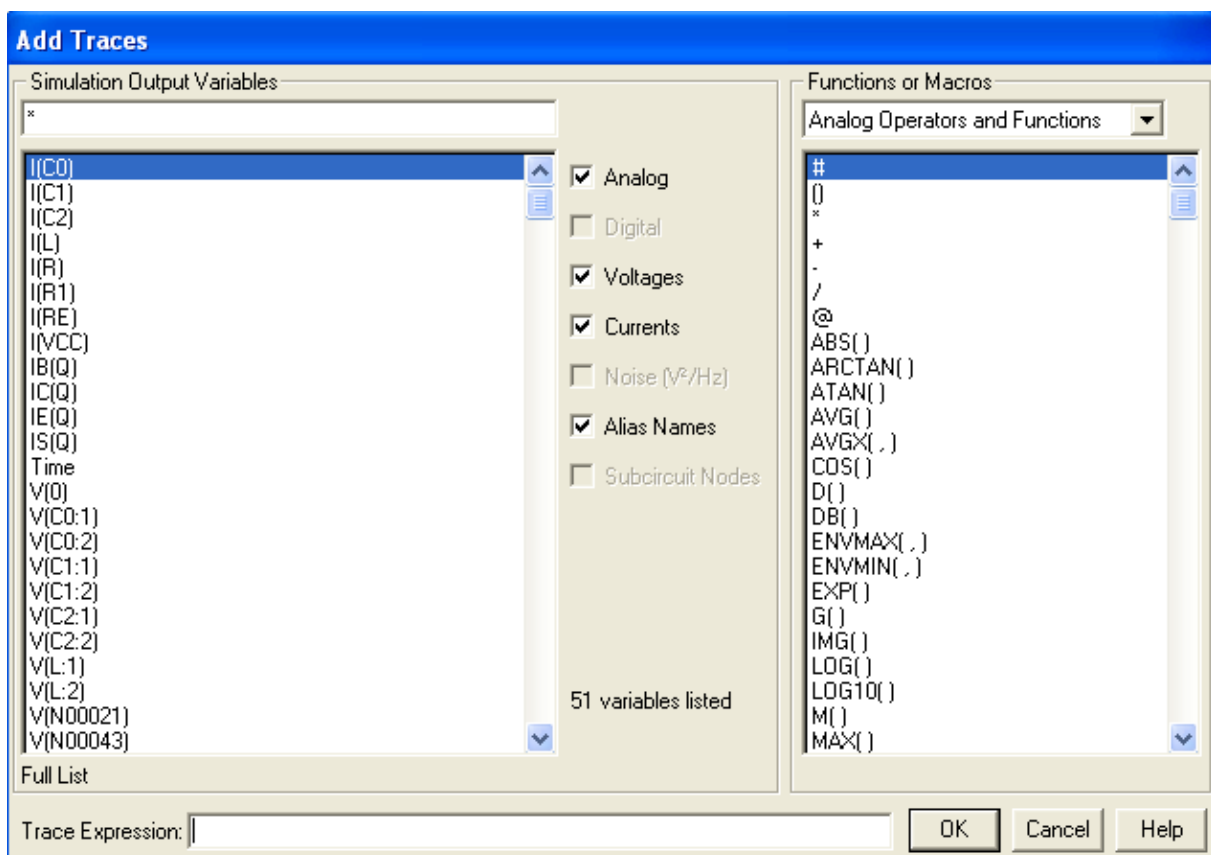 Add Traces
Simulation Output Variables
*
I(C0)
I(C1)
I(C2)
I(L)
I(R)
I(R1)
I(RE)
I(VCC)
IB(Q)
IC(Q)
IE(Q)
IS(Q)
Time
V(0)
V(C0:1)
V(C0:2)
V(C1:1)
V(C1:2)
V(C2:1)
V(C2:2)
V(L:1)
V(L:2)
V(N00021)
V(N00043)
Full List
Analog
Digital
Voltages
Currents
Noise (V²/Hz)
Alias Names
Subcircuit Nodes
51 variables listed
Functions or Macros
Analog Operators and Functions
#
()
*
+
-
/
@
ABS( )
ARCTAN( )
ATAN( )
AVG( )
AVGX( , )
COS( )
D( )
DB( )
ENVMAX( , )
ENVMIN( , )
EXP( )
G( )
IMG( )
LOG( )
LOG10( )
M( )
MAX( )
Trace Expression:
OK
Cancel
Help